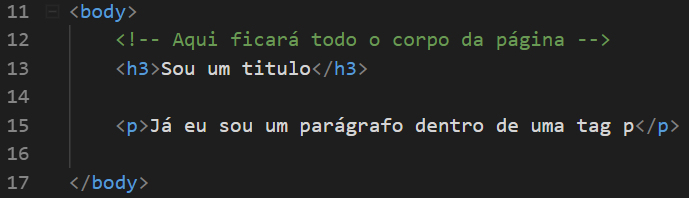 11 <body>
12 <!-- Aqui ficará todo o corpo da página -->
13 <h3>Sou um titulo</h3>
14
15 <p>Já eu sou um parágrafo dentro de uma tag p</p>
16
17 </body>